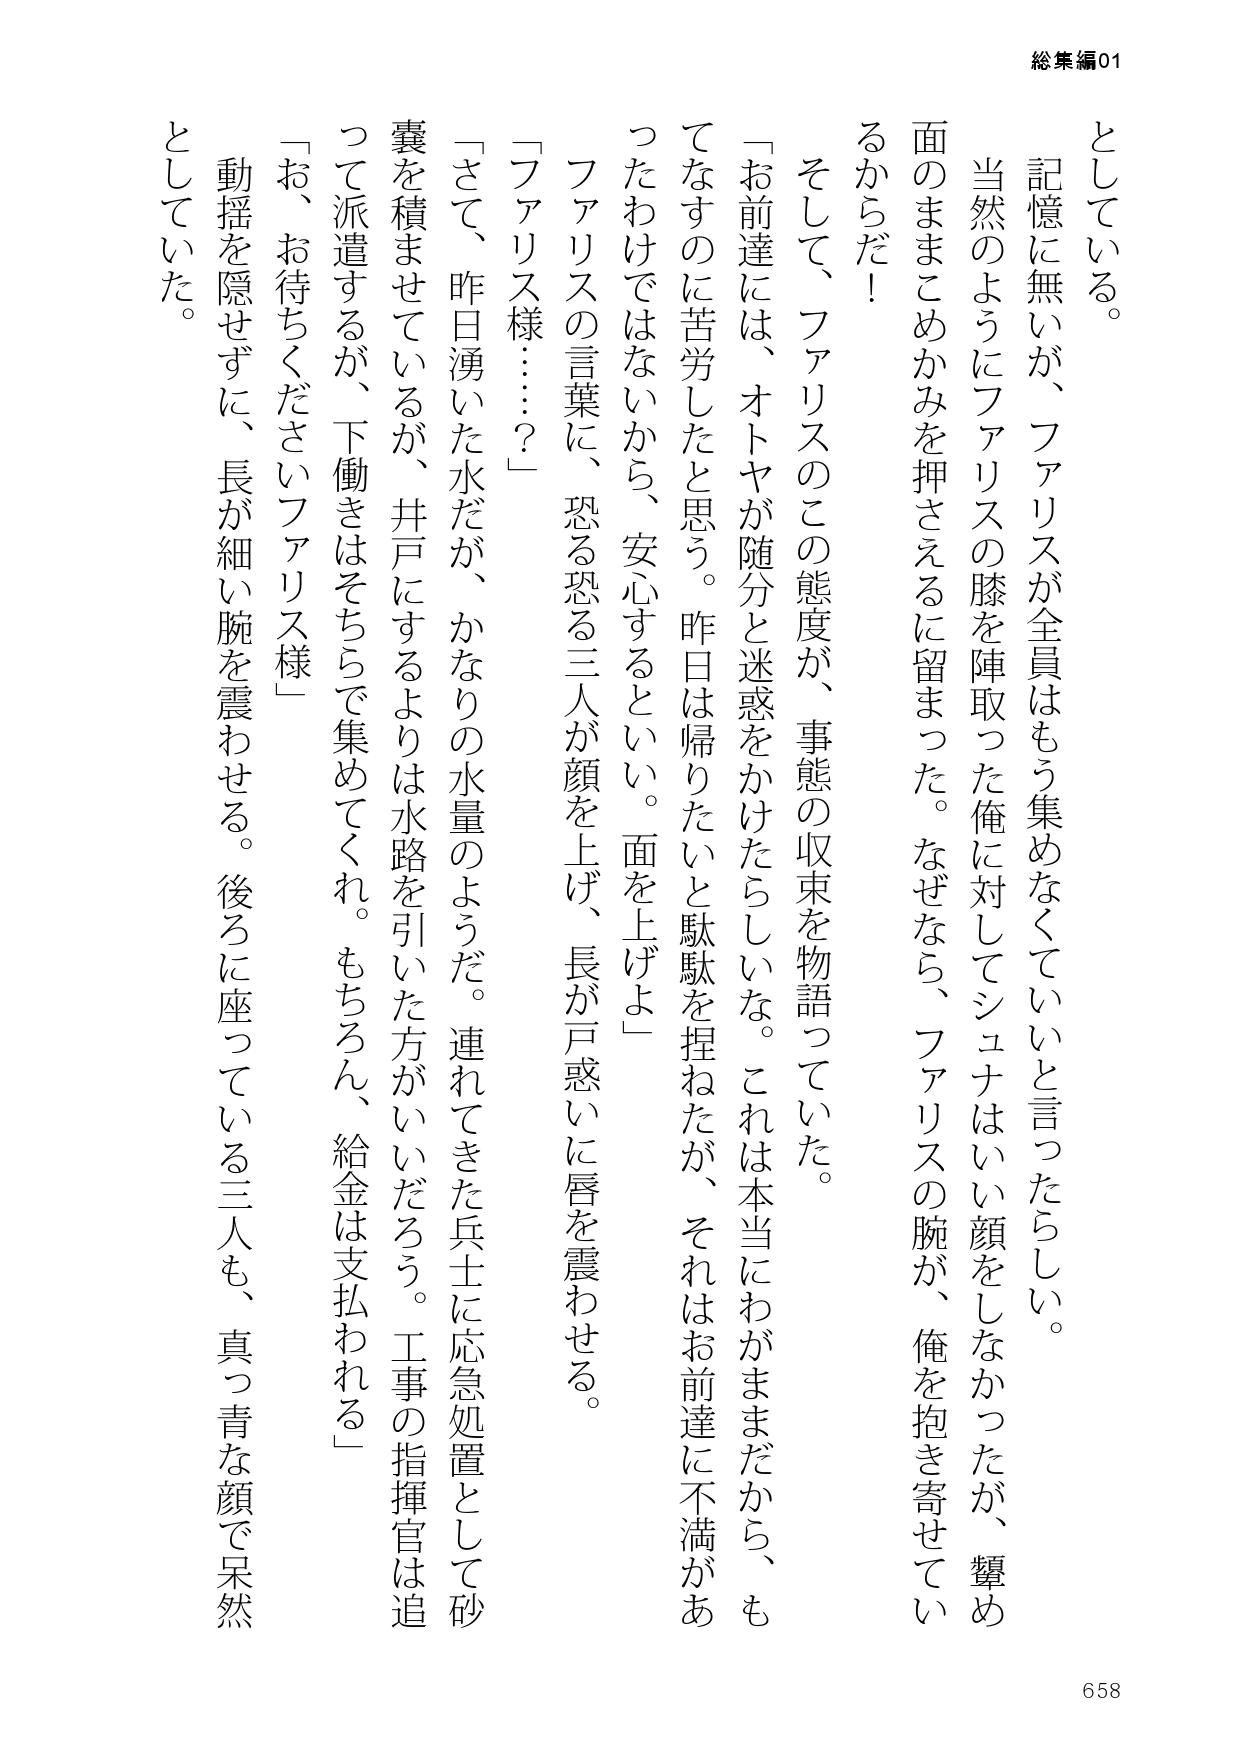 総集編01
としている。
　記憶に無いが、ファリスが全員はもう集めなくていいと言ったらしい。
　当然のようにファリスの膝を陣取った俺に対してシュナはいい顔をしなかったが、顰め
面のままこめかみを押さえるに留まった。なぜなら、ファリスの腕が、俺を抱き寄せてい
るからだ！
　そして、ファリスのこの態度が、事態の収束を物語っていた。
「お前達には、オトヤが随分と迷惑をかけたらしいな。これは本当にわがままだから、も
てなすのに苦労したと思う。昨日は帰りたいと駄駄を捏ねたが、それはお前達に不満があ
ったわけではないから、安心するといい。面を上げよ」
　ファリスの言葉に、恐る恐る三人が顔を上げ、長が戸惑いに唇を震わせる。
「ファリス様……？」
「さて、昨日湧いた水だが、かなりの水量のようだ。連れてきた兵士に応急処置として砂
嚢を積ませているが、井戸にするよりは水路を引いた方がいいだろう。工事の指揮官は追
って派遣するが、下働きはそちらで集めてくれ。もちろん、給金は支払われる」
「お、お待ちくださいファリス様」
　動揺を隠せずに、長が細い腕を震わせる。後ろに座っている三人も、真っ青な顔で呆然
としていた。
658